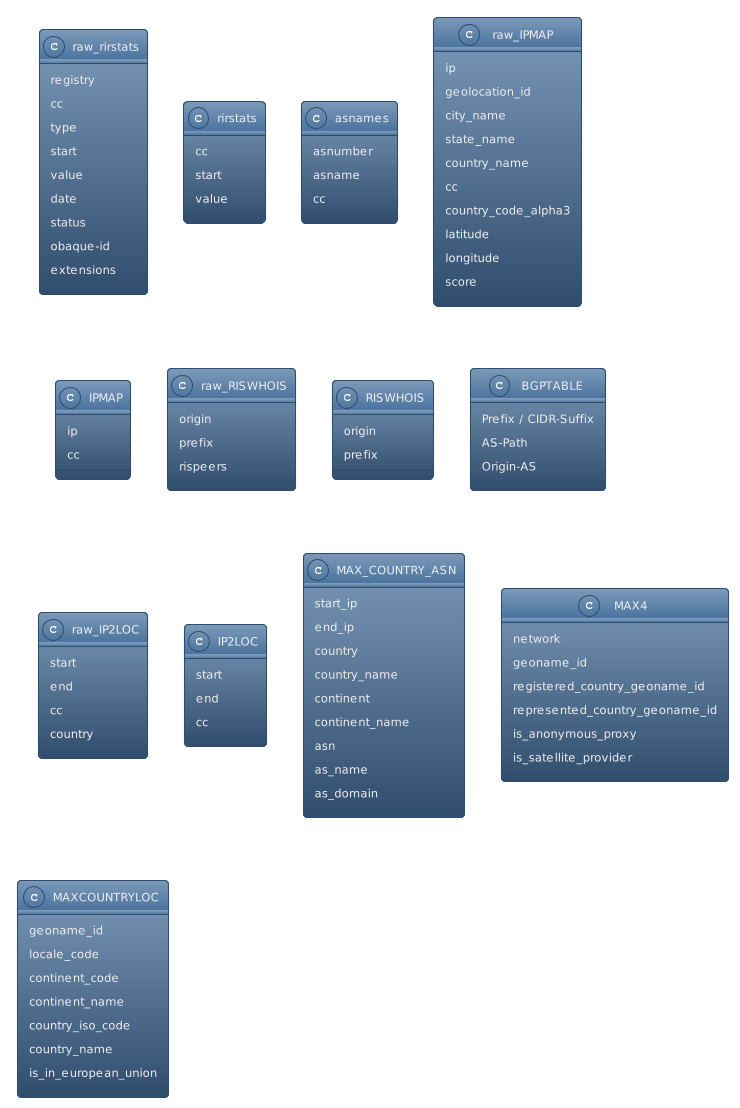 C raw_rirstats
registry
cc
type
start
value
date
status
obaque-id
extensions
C rirstats
cc
start
value
C asnames
asnumber
asname
cc
C raw_IPMAP
ip
geolocation_id
city_name
state_name
country_name
cc
country_code_alpha3
latitude
longitude
score
C IPMAP
ip
cc
C raw_RISWHOIS
origin
prefix
rispeers
C RISWHOIS
origin
prefix
C BGPTABLE
Prefix / CIDR-Suffix
AS-Path
Origin-AS
C raw_IP2LOC
start
end
cc
country
C IP2LOC
start
end
cc
C MAX_COUNTRY_ASN
start_ip
end_ip
country
country_name
continent
continent_name
asn
as_name
as_domain
C MAX4
network
geoname_id
registered_country_geoname_id
represented_country_geoname_id
is_anonymous_proxy
is_satellite_provider
C MAXCOUNTRYLOC
geoname_id
locale_code
continent_code
continent_name
country_iso_code
country_name
is_in_european_union